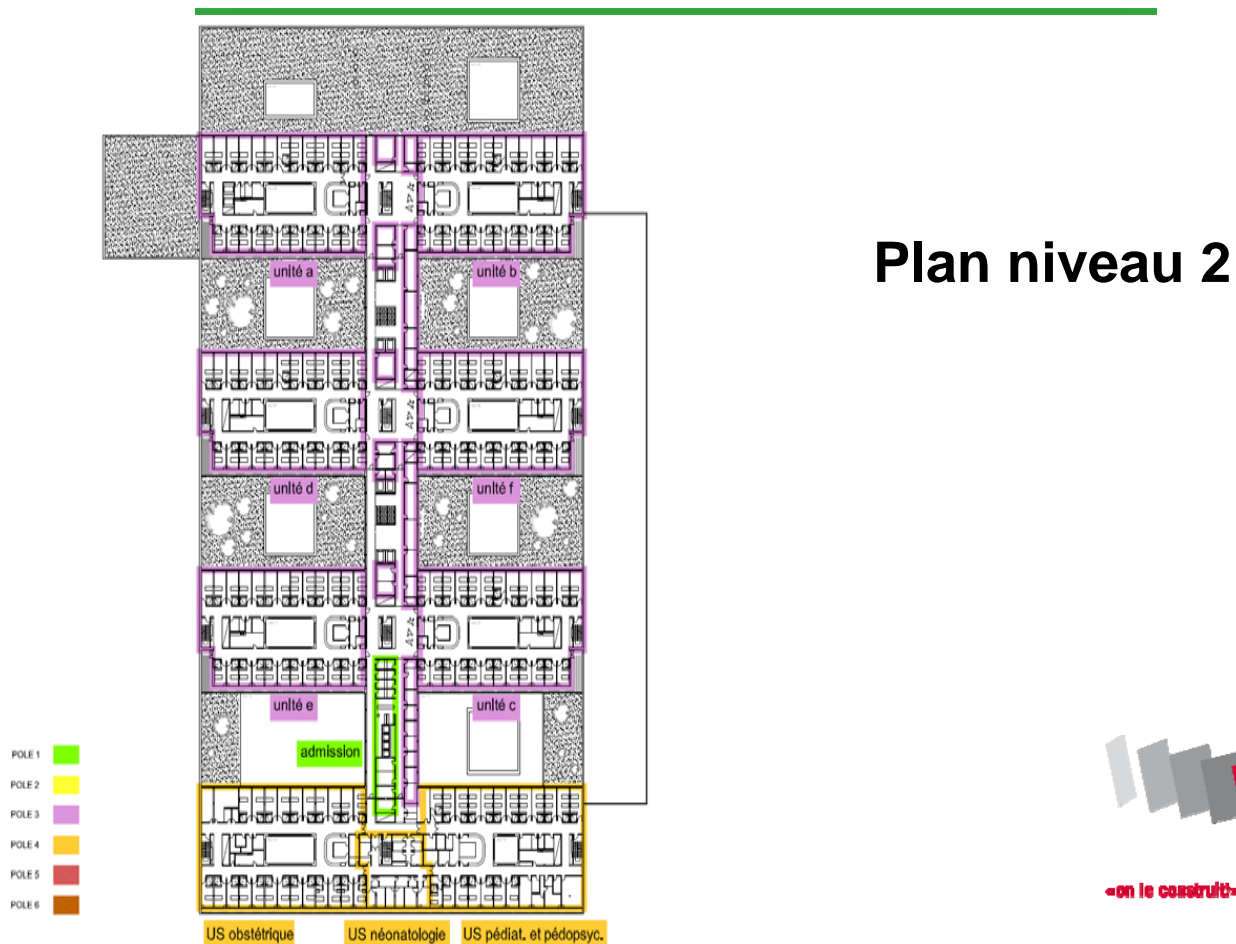 Plan niveau 2
unité a
unité b
unité d
unité f
unité e
unité c
admission
POLE 1
POLE 2
POLE 3
POLE 4
POLE 5
POLE 6
«on le construit!»
US obstétrique
US néonatologie
US pédiat. et pédopsyc.